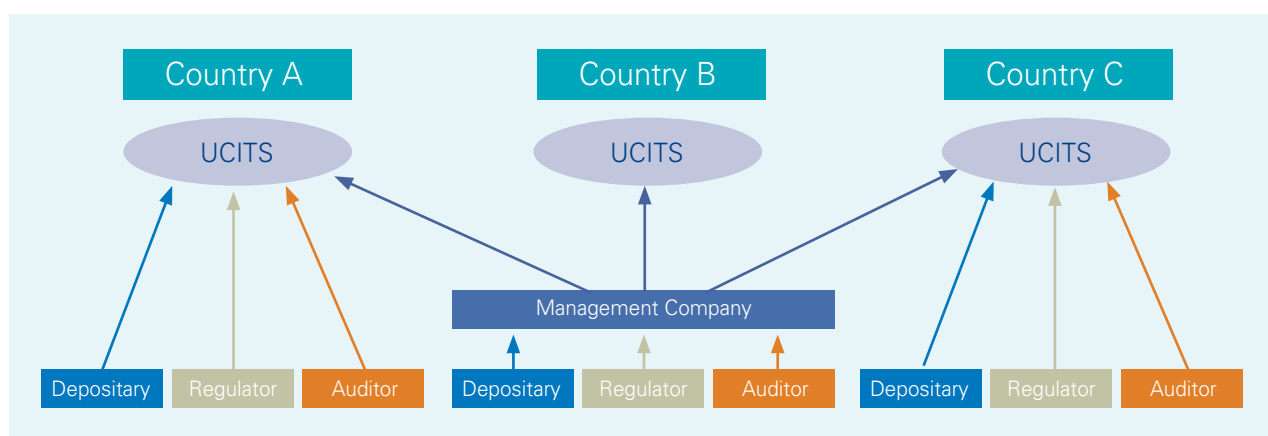 Country A
Country B
Country C
UCITS
UCITS
UCITS
Management Company
Depositary
Regulator
Auditor
Depositary
Regulator
Auditor
Depositary
Regulator
Auditor